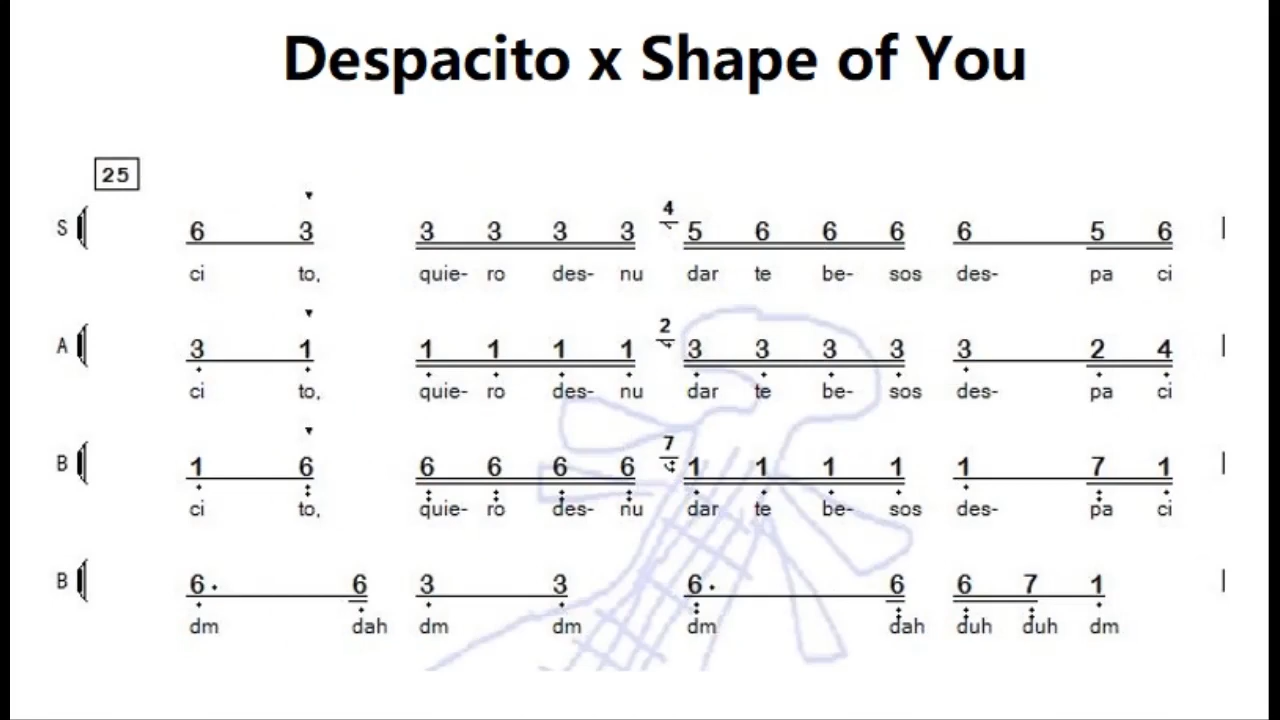 Despacito x Shape of You
25
S 6 3 3 3 3 3 4 5 6 6 6 6 5 6
ci to, quie- ro des- nu dar te be- sos des- pa ci
A 3 1 1 1 1 1 2 3 3 3 3 3 2 4
ci to, quie- ro des- nu dar te be- sos des- pa ci
B 1 6 6 6 6 6 7 1 1 1 1 1 7 1
ci to, quie- ro des- nu dar te be- sos des- pa ci
B 6· 6 3 3 6· 6 6 7 1
dm dah dm dm dm dah duh duh dm